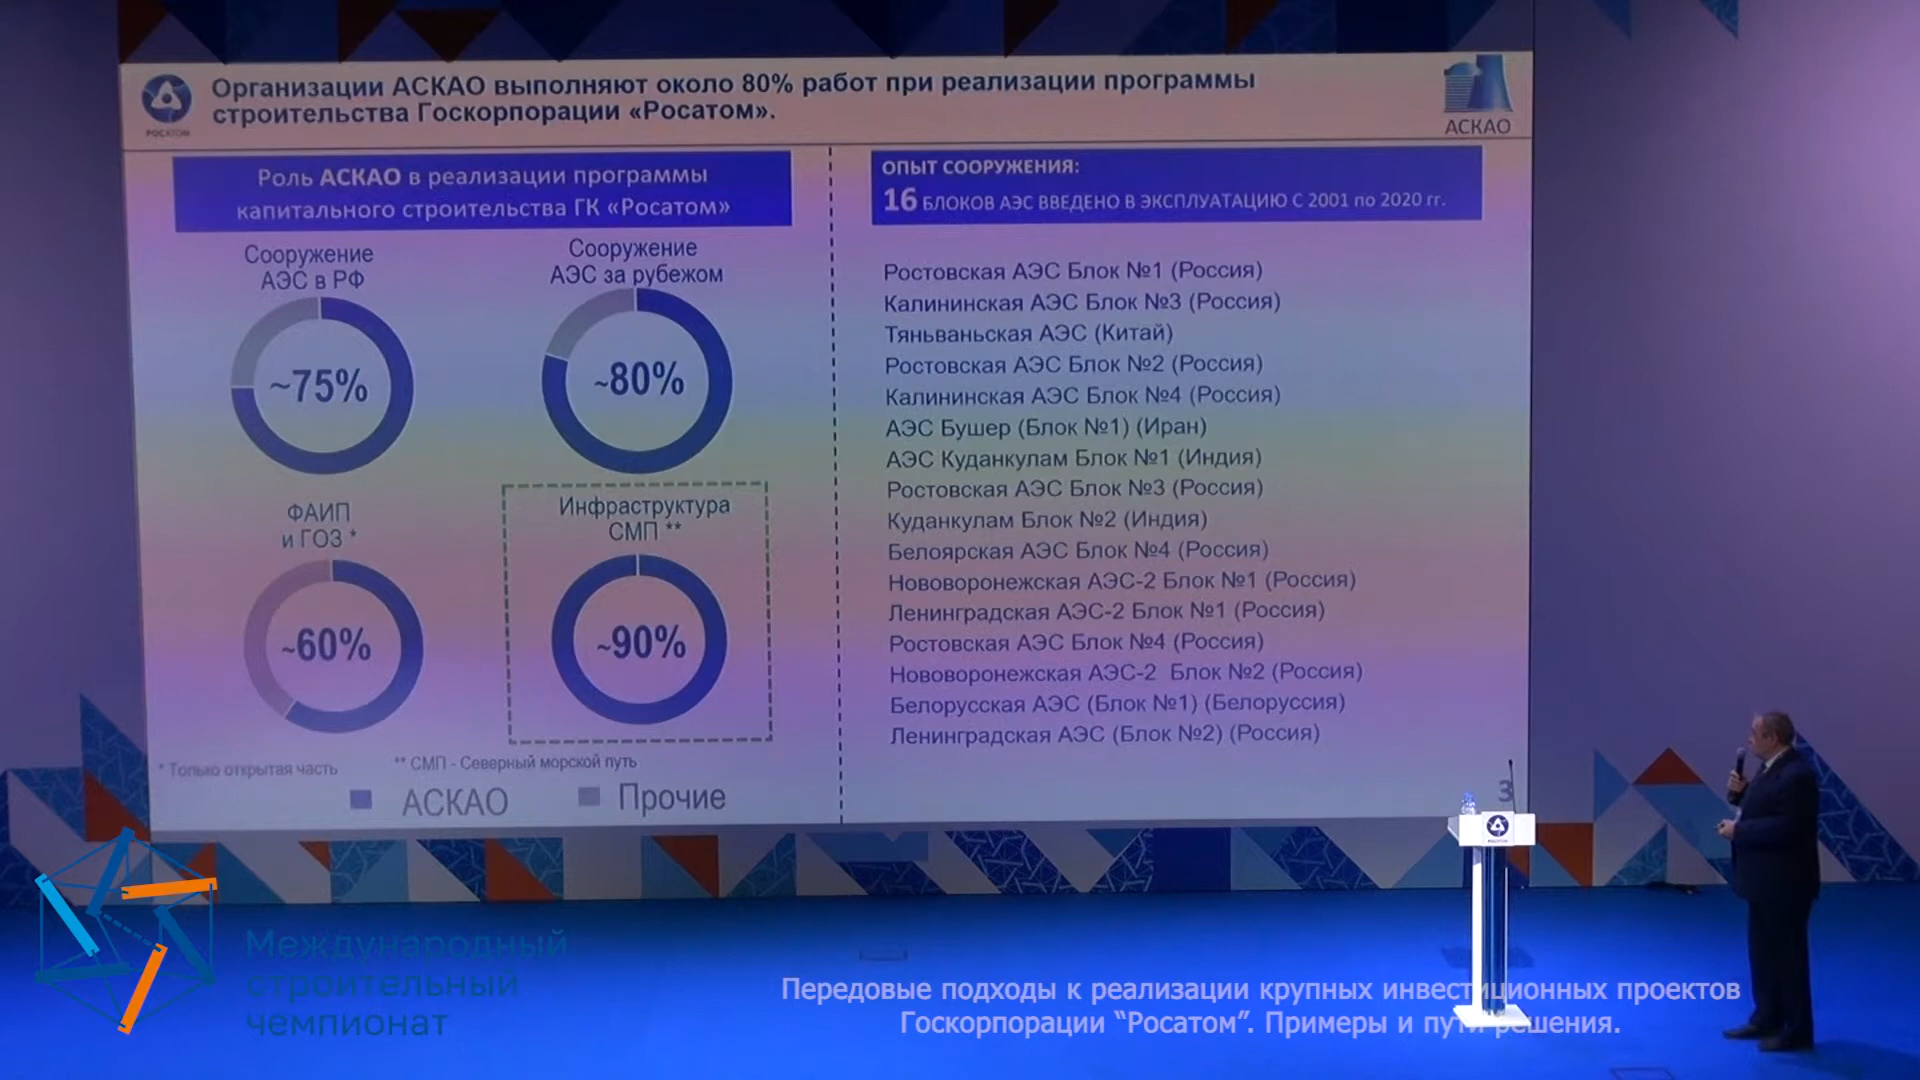 Организации АСКАО выполняют около 80% работ при реализации программы
строительства Госкорпорации «Росатом».
РОСАТОМ
АСКАО
Роль АСКАО в реализации программы
капитального строительства ГК «Росатом»
Сооружение
АЭС в РФ
~75%
Сооружение
АЭС за рубежом
~80%
ФАИП
и ГОЗ *
~60%
Инфраструктура
СМП **
~90%
* Только открытая часть
** СМП - Северный морской путь
АСКАО
Прочие
ОПЫТ СООРУЖЕНИЯ:
16 БЛОКОВ АЭС ВВЕДЕНО В ЭКСПЛУАТАЦИЮ С 2001 по 2020 гг.
Ростовская АЭС Блок №1 (Россия)
Калининская АЭС Блок №3 (Россия)
Тяньваньская АЭС (Китай)
Ростовская АЭС Блок №2 (Россия)
Калининская АЭС Блок №4 (Россия)
АЭС Бушер (Блок №1) (Иран)
АЭС Куданкулам Блок №1 (Индия)
Ростовская АЭС Блок №3 (Россия)
Куданкулам Блок №2 (Индия)
Белоярская АЭС Блок №4 (Россия)
Нововоронежская АЭС-2 Блок №1 (Россия)
Ленинградская АЭС-2 Блок №1 (Россия)
Ростовская АЭС Блок №4 (Россия)
Нововоронежская АЭС-2 Блок №2 (Россия)
Белорусская АЭС (Блок №1) (Белоруссия)
Ленинградская АЭС (Блок №2) (Россия)
3
Международный
строительный
чемпионат
Передовые подходы к реализации крупных инвестиционных проектов
Госкорпорации “Росатом”. Примеры и пути решения.